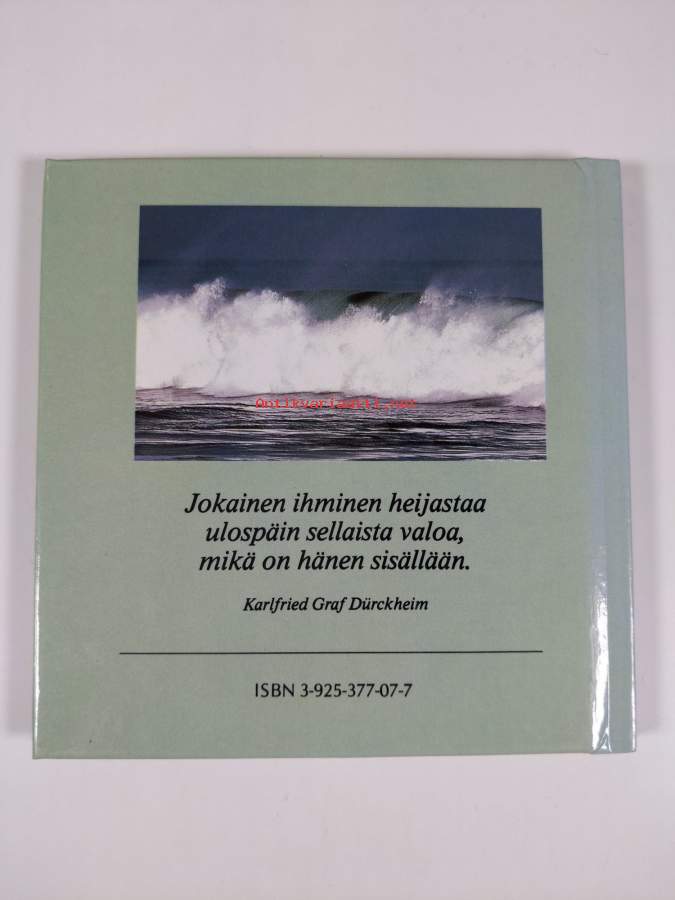 Antikvariaatti.net
Jokainen ihminen heijastaa
ulospäin sellaista valoa,
mikä on hänen sisällään.
Karlfried Graf Dürckheim
ISBN 3-925-377-07-7